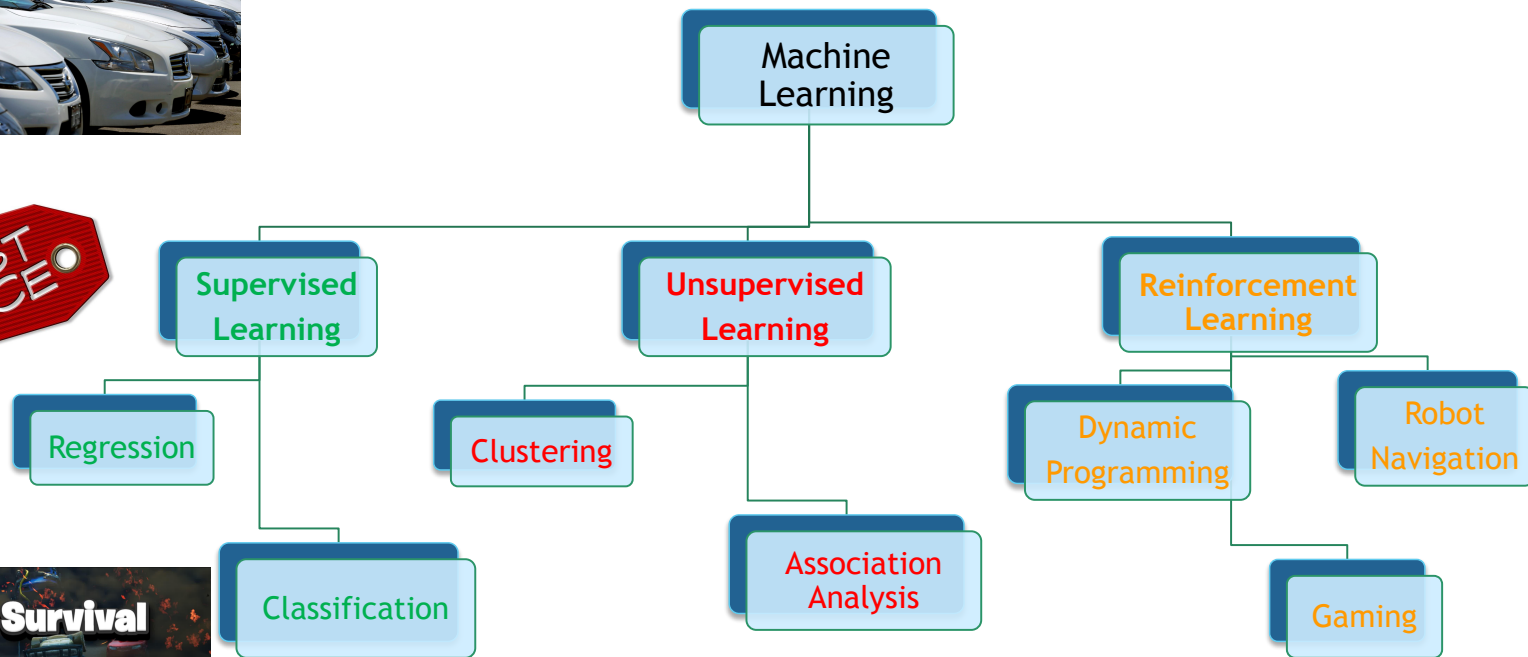 Machine
Learning
Supervised
Learning
Unsupervised
Learning
Reinforcement
Learning
Regression
Clustering
Dynamic
Programming
Robot
Navigation
Classification
Association
Analysis
Gaming
Survival